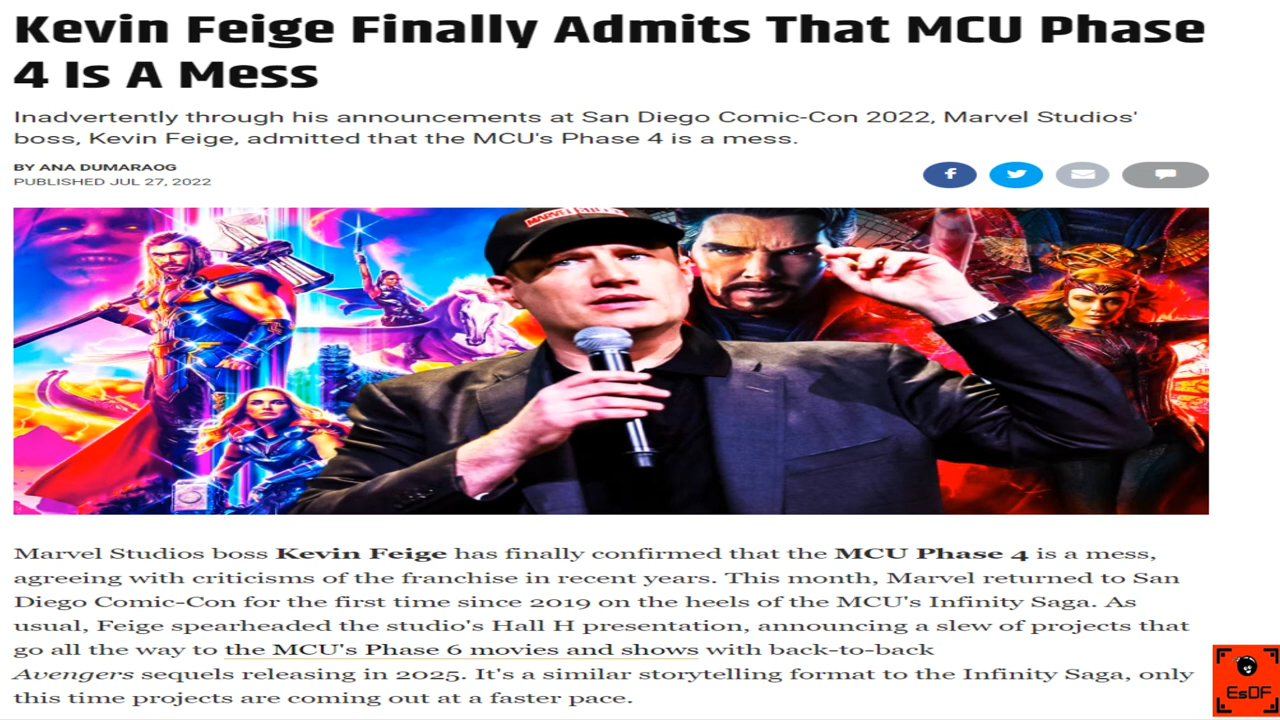 Kevin Feige Finally Admits That MCU Phase
4 Is A Mess
Inadvertently through his announcements at San Diego Comic-Con 2022, Marvel Studios'
boss, Kevin Feige, admitted that the MCU's Phase 4 is a mess.
BY ANA DUMARAOG
PUBLISHED JUL 27, 2022
Marvel Studios boss Kevin Feige has finally confirmed that the MCU Phase 4 is a mess,
agreeing with criticisms of the franchise in recent years. This month, Marvel returned to San
Diego Comic-Con for the first time since 2019 on the heels of the MCU's Infinity Saga. As
usual, Feige spearheaded the studio's Hall H presentation, announcing a slew of projects that
go all the way to the MCU's Phase 6 movies and shows with back-to-back
Avengers sequels releasing in 2025. It's a similar storytelling format to the Infinity Saga, only
this time projects are coming out at a faster pace.
EsDF